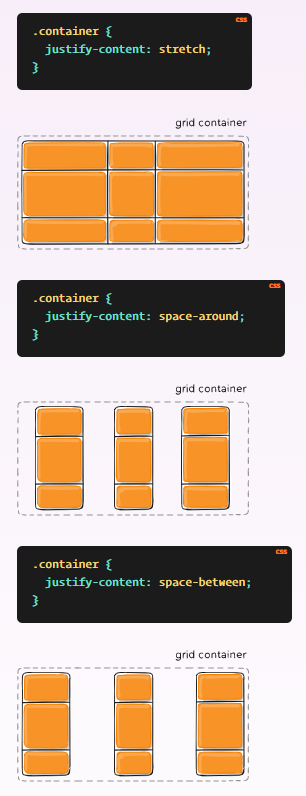 CSS
.container {
  justify-content: stretch;
}
grid container
CSS
.container {
  justify-content: space-around;
}
grid container
CSS
.container {
  justify-content: space-between;
}
grid container